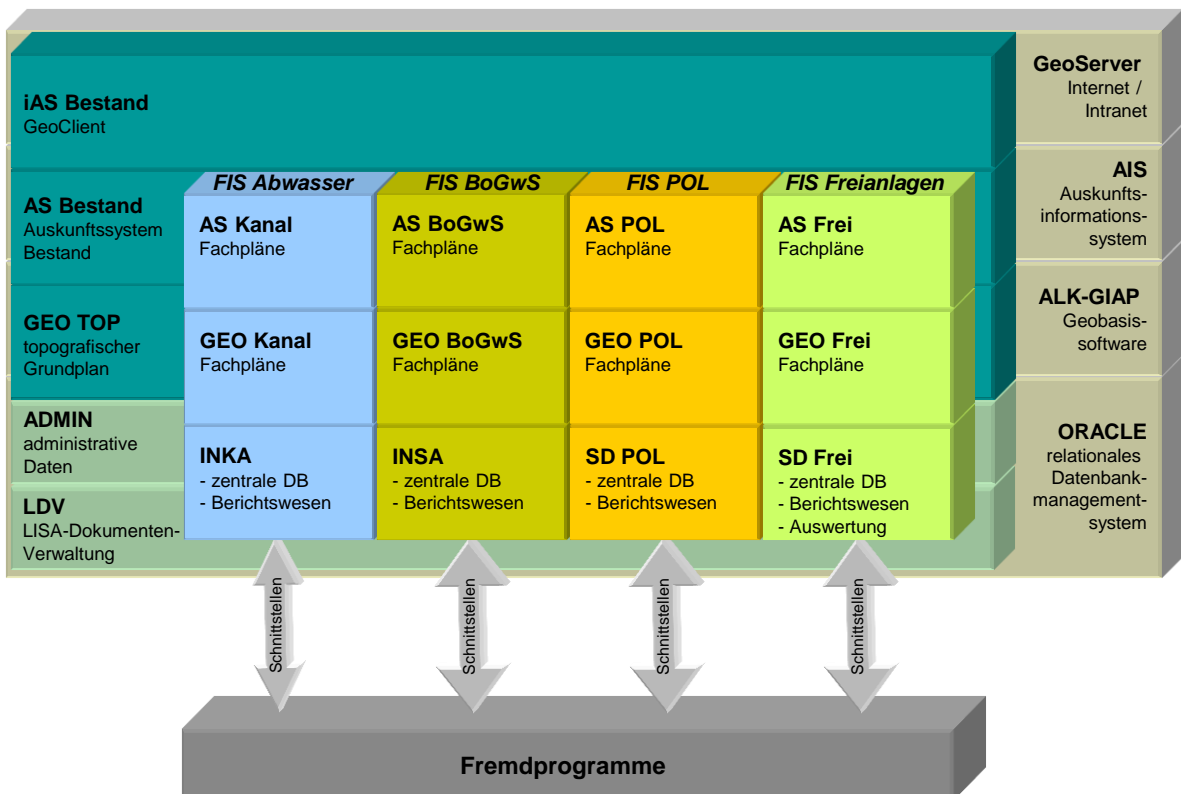 iAS Bestand
GeoClient
AS Bestand
Auskunftssystem
Bestand
GEO TOP
topografischer
Grundplan
ADMIN
administrative
Daten
LDV
LISA-Dokumenten-
Verwaltung
FIS Abwasser
AS Kanal
Fachpläne
GEO Kanal
Fachpläne
INKA
- zentrale DB
- Berichtswesen
FIS BoGwS
AS BoGwS
Fachpläne
GEO BoGwS
Fachpläne
INSA
- zentrale DB
- Berichtswesen
FIS POL
AS POL
Fachpläne
GEO POL
Fachpläne
SD POL
- zentrale DB
- Berichtswesen
FIS Freianlagen
AS Frei
Fachpläne
GEO Frei
Fachpläne
SD Frei
- zentrale DB
- Berichtswesen
- Auswertung
GeoServer
Internet /
Intranet
AIS
Auskunfts-
informations-
system
ALK-GIAP
Geobasis-
software
ORACLE
relationales
Datenbank-
management-
system
Schnittstellen
Schnittstellen
Schnittstellen
Schnittstellen
Fremdprogramme